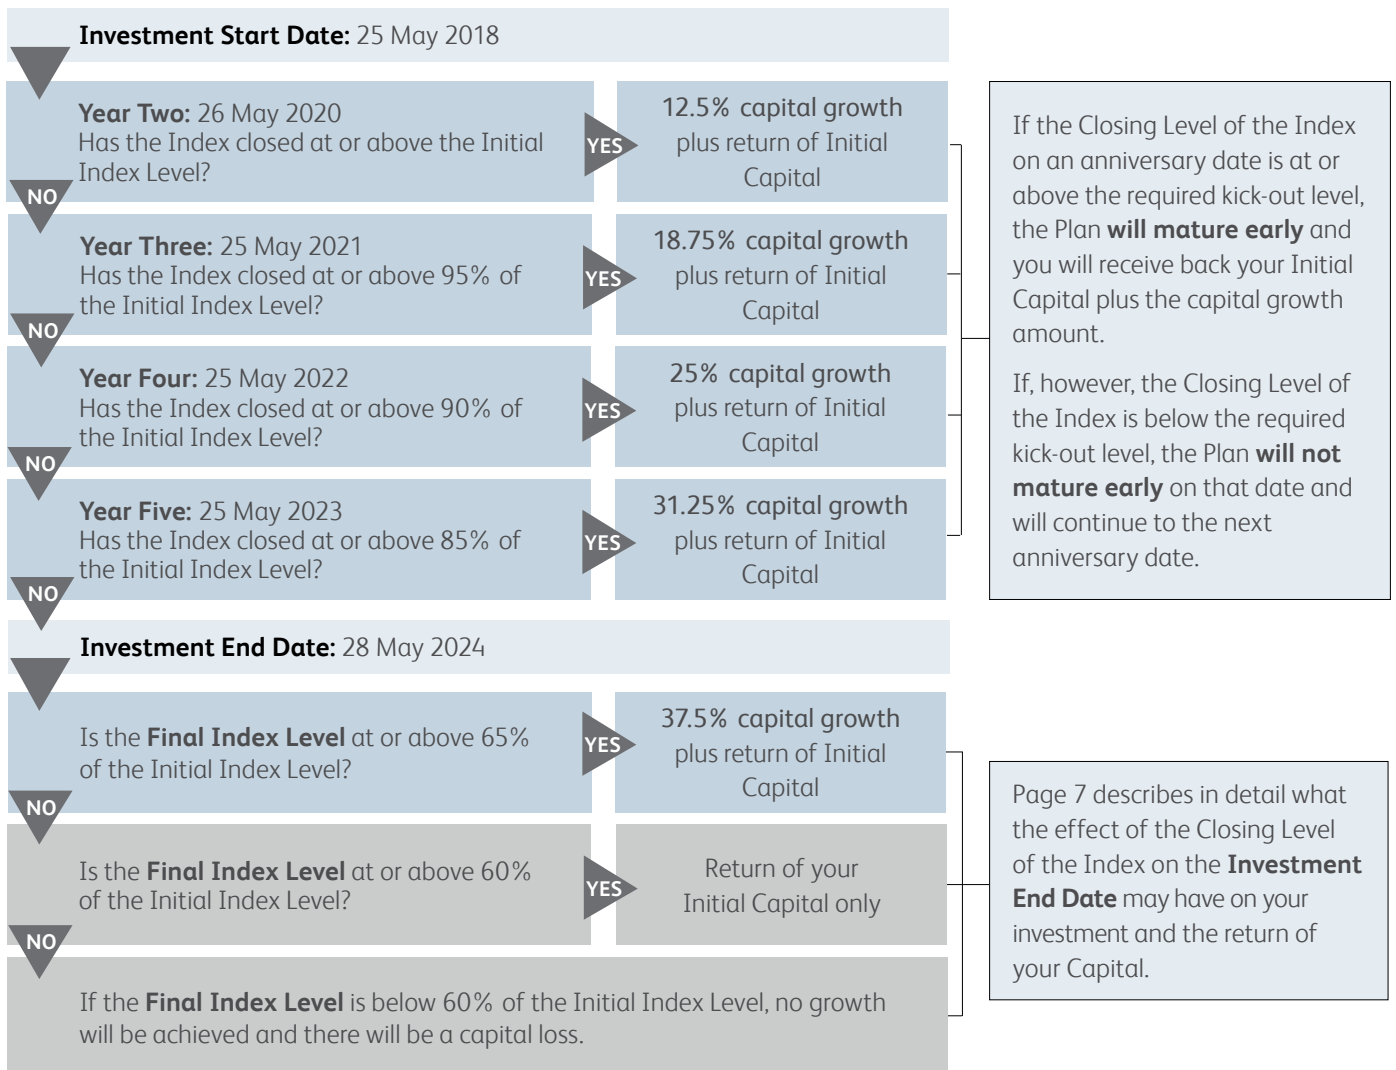 Investment Start Date: 25 May 2018
Year Two: 26 May 2020
Has the Index closed at or above the Initial
Index Level?
YES
12.5% capital growth
plus return of Initial
Capital
NO
Year Three: 25 May 2021
Has the Index closed at or above 95% of
the Initial Index Level?
YES
18.75% capital growth
plus return of Initial
Capital
NO
Year Four: 25 May 2022
Has the Index closed at or above 90% of
the Initial Index Level?
YES
25% capital growth
plus return of Initial
Capital
NO
Year Five: 25 May 2023
Has the Index closed at or above 85% of
the Initial Index Level?
YES
31.25% capital growth
plus return of Initial
Capital
NO
If the Closing Level of the Index
on an anniversary date is at or
above the required kick-out level,
the Plan will mature early and
you will receive back your Initial
Capital plus the capital growth
amount.
If, however, the Closing Level of
the Index is below the required
kick-out level, the Plan will not
mature early on that date and
will continue to the next
anniversary date.
Investment End Date: 28 May 2024
Is the Final Index Level at or above 65%
of the Initial Index Level?
YES
37.5% capital growth
plus return of Initial
Capital
NO
Is the Final Index Level at or above 60%
of the Initial Index Level?
YES
Return of your
Initial Capital only
NO
If the Final Index Level is below 60% of the Initial Index Level, no growth
will be achieved and there will be a capital loss.
Page 7 describes in detail what
the effect of the Closing Level
of the Index on the Investment
End Date may have on your
investment and the return of
your Capital.